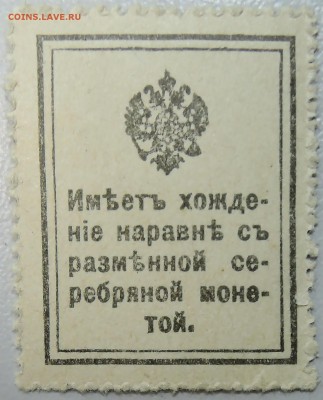 COINS.LAVE.RU
Имѣетъ хожде-
ніе наравнѣ съ
размѣнной се-
ребряной моне-
той.